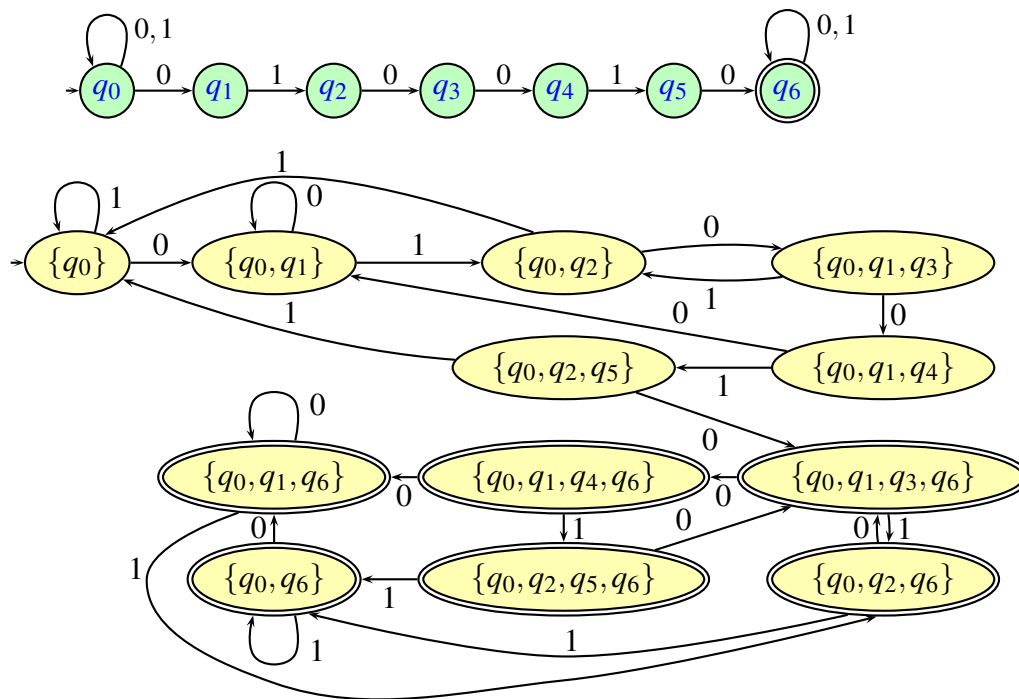 0, 1 0, 1
q₀ 0 q₁ 1 q₂ 0 q₃ 0 q₄ 1 q₅ 0 q₆
1 0 1
{q₀} 0 {q₀, q₁} 1 {q₀, q₂} 0 {q₀, q₁, q₃}
1
1 0 0
{q₀, q₂, q₅} 1 {q₀, q₁, q₄}
0 0
{q₀, q₁, q₆} 0 {q₀, q₁, q₄, q₆} 0 {q₀, q₁, q₃, q₆}
0 1 0 0 1
1 {q₀, q₆} 1 {q₀, q₂, q₅, q₆} {q₀, q₂, q₆}
1 1